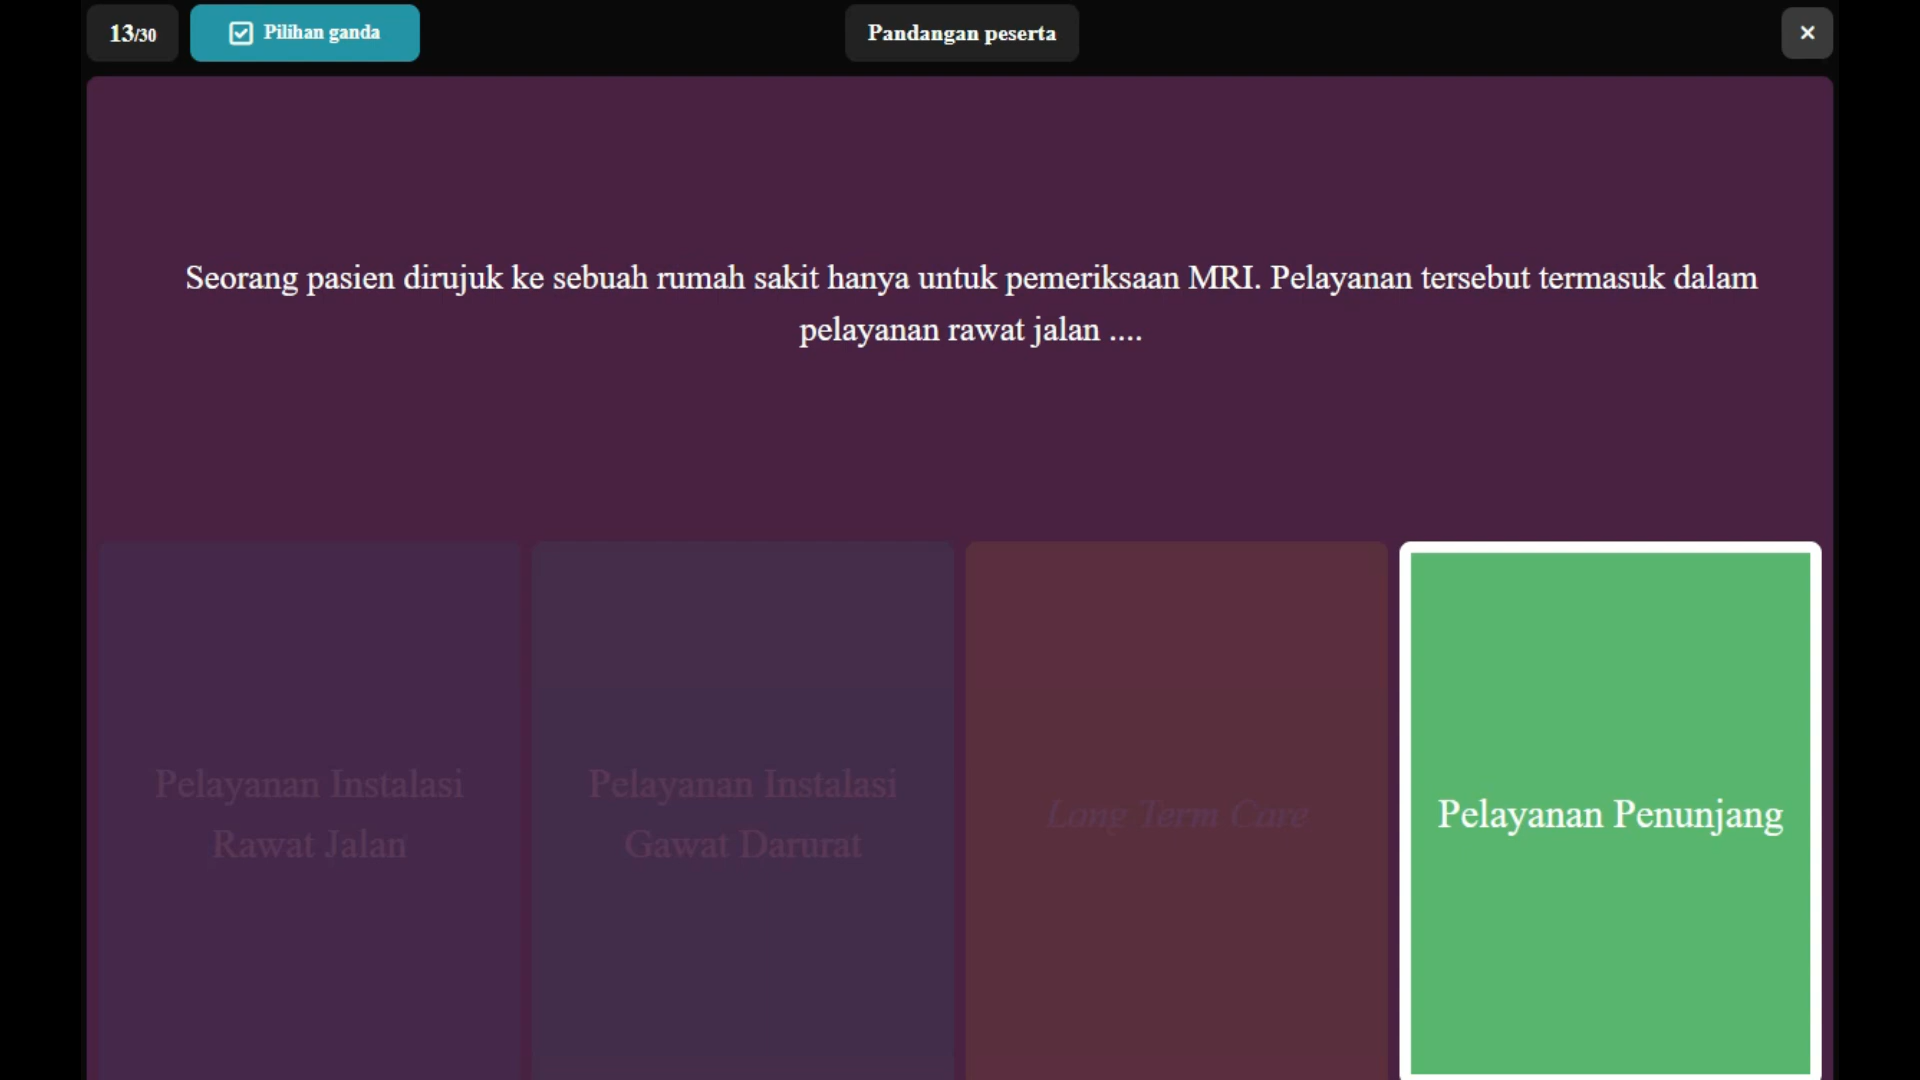 13/30
Pilihan ganda
Pandangan peserta
Seorang pasien dirujuk ke sebuah rumah sakit hanya untuk pemeriksaan MRI. Pelayanan tersebut termasuk dalam
pelayanan rawat jalan ....
Pelayanan Instalasi
Rawat Jalan
Pelayanan Instalasi
Gawat Darurat
Long Term Care
Pelayanan Penunjang